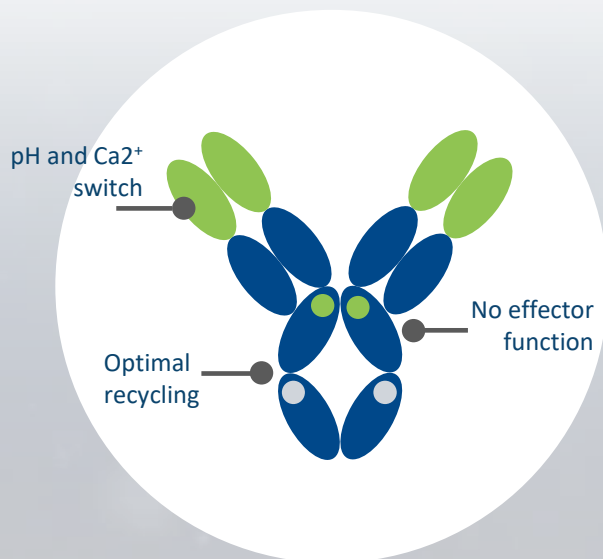 pH and Ca2⁺
switch
No effector
function
Optimal
recycling